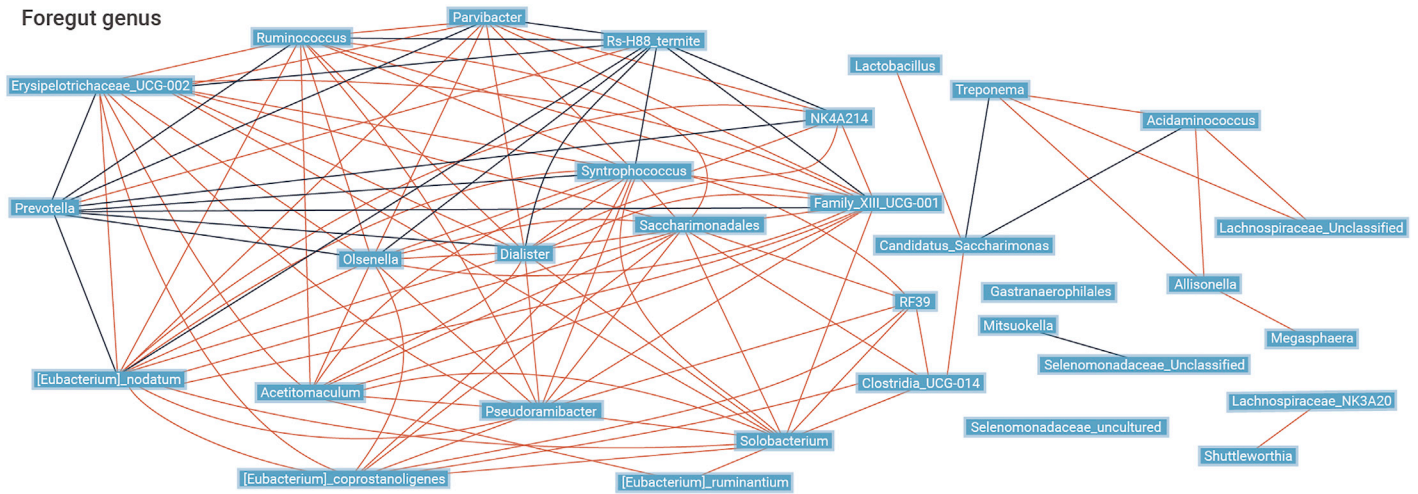 Foregut genus
Parvibacter
Ruminococcus
Rs-H88_termite
Lactobacillus
Erysipelotrichaceae_UCG-002
Treponema
NK4A214
Acidaminococcus
Syntrophococcus
Prevotella
Family_XIII_UCG-001
Saccharimonadales
Lachnospiraceae_Unclassified
Candidatus_Saccharimonas
Dialister
Olsenella
Allisonella
Gastranaerophilales
RF39
Mitsuokella
Megasphaera
Selenomonadaceae_Unclassified
[Eubacterium]_nodatum
Clostridia_UCG-014
Acetitomaculum
Lachnospiraceae_NK3A20
Pseudoramibacter
Selenomonadaceae_uncultured
Solobacterium
Shuttleworthia
[Eubacterium]_coprostanoligenes
[Eubacterium]_ruminantium